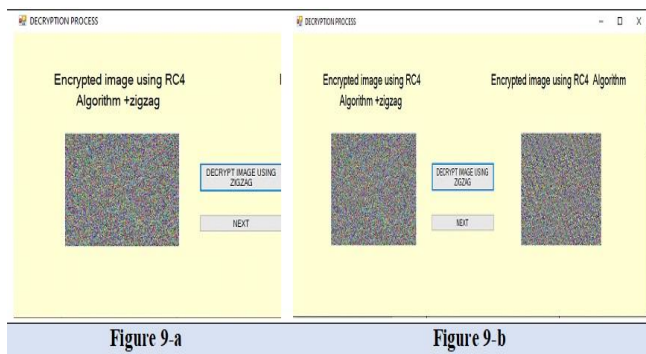 DECRYPTION PROCESS
Encrypted image using RC4
Algorithm +zigzag
DECRYPT IMAGE USING
ZIGZAG
NEXT
DECRYPTION PROCESS
Encrypted image using RC4
Algorithm +zigzag
Encrypted image using RC4 Algorithm
DECRYPT IMAGE USING
ZIGZAG
NEXT
Figure 9-a
Figure 9-b